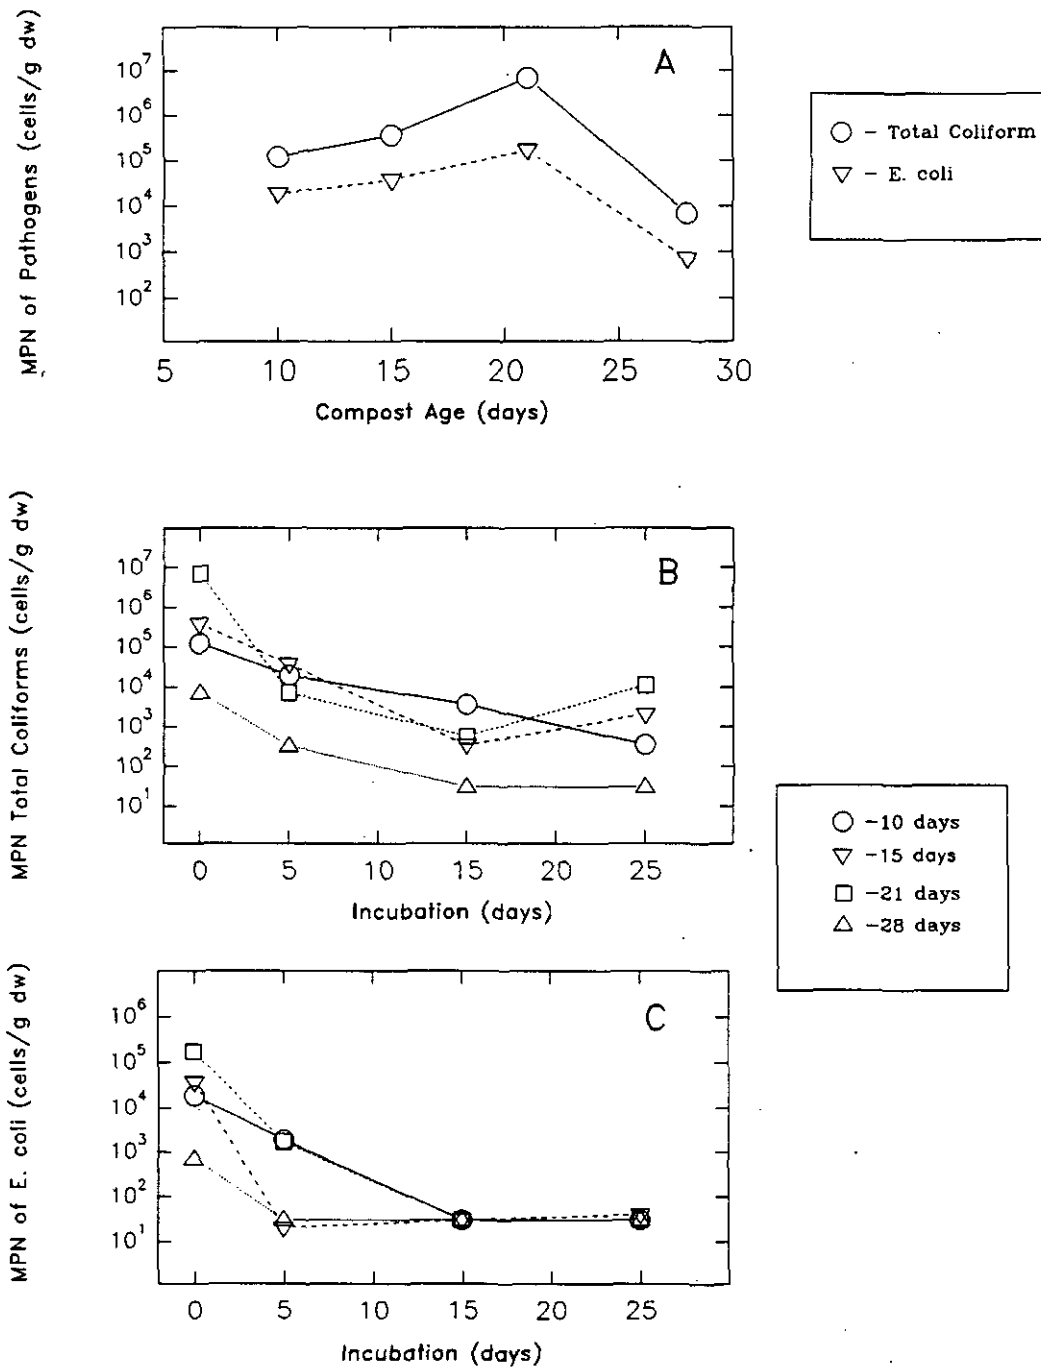 MPN of Pathogens (cells/g dw)
10^7
10^6
10^5
10^4
10^3
10^2
A
5 10 15 20 25 30
Compost Age (days)
○ - Total Coliform
▽ - E. coli
MPN Total Coliforms (cells/g dw)
10^7
10^6
10^5
10^4
10^3
10^2
10^1
B
0 5 10 15 20 25
Incubation (days)
○ -10 days
▽ -15 days
□ -21 days
△ -28 days
MPN of E. coli (cells/g dw)
10^6
10^5
10^4
10^3
10^2
10^1
C
0 5 10 15 20 25
Incubation (days)